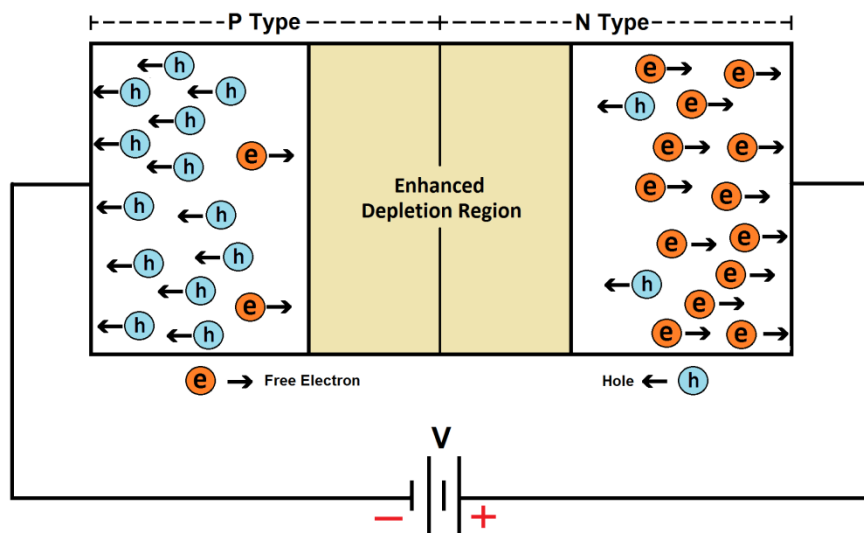 P Type N Type
h h h h h h h h h h h h h h h
e e
Enhanced
Depletion Region
e e e e e e e e e e e e e e
h h
e Free Electron Hole h
V
− +